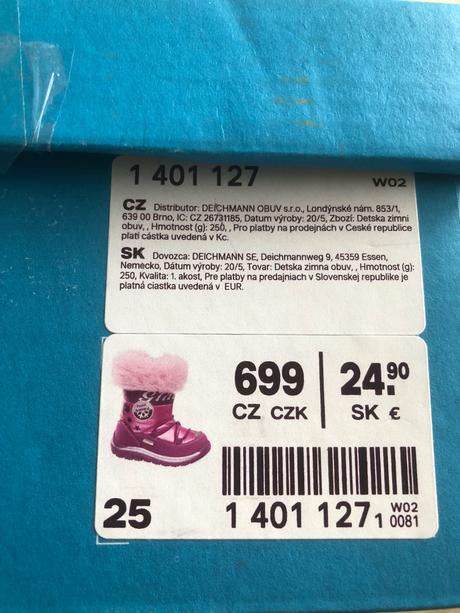 1 401 127 W02
CZ Distributor: DEICHMANN OBUV s.r.o., Londýnské nám. 853/1,
639 00 Brno, IC: CZ 26731185, Datum výroby: 20/5, Zbozí: Detska zimni
obuv, , Hmotnost (g): 250, , Pro platby na prodejnách v Ceské republice
plati cástka uvedená v Kc.
SK Dovozca: DEICHMANN SE, Deichmannweg 9, 45359 Essen,
Nemecko, Dátum výroby: 20/5, Tovar: Detska zimna obuv, , Hmotnost (g):
250, Kvalita: 1. akost, Pre platby na predajniach v Slovenskej republike je
platná ciastka uvedená v EUR.
699 24.90
CZ CZK SK €
25
1 401 127 1 W02
0081